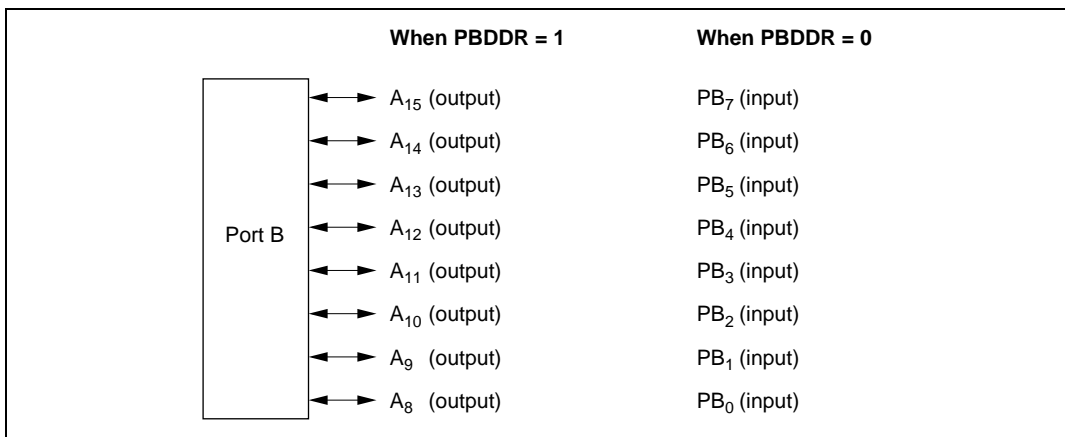 When PBDDR = 1 When PBDDR = 0
A15 (output) PB7 (input)
A14 (output) PB6 (input)
A13 (output) PB5 (input)
Port B A12 (output) PB4 (input)
A11 (output) PB3 (input)
A10 (output) PB2 (input)
A9 (output) PB1 (input)
A8 (output) PB0 (input)